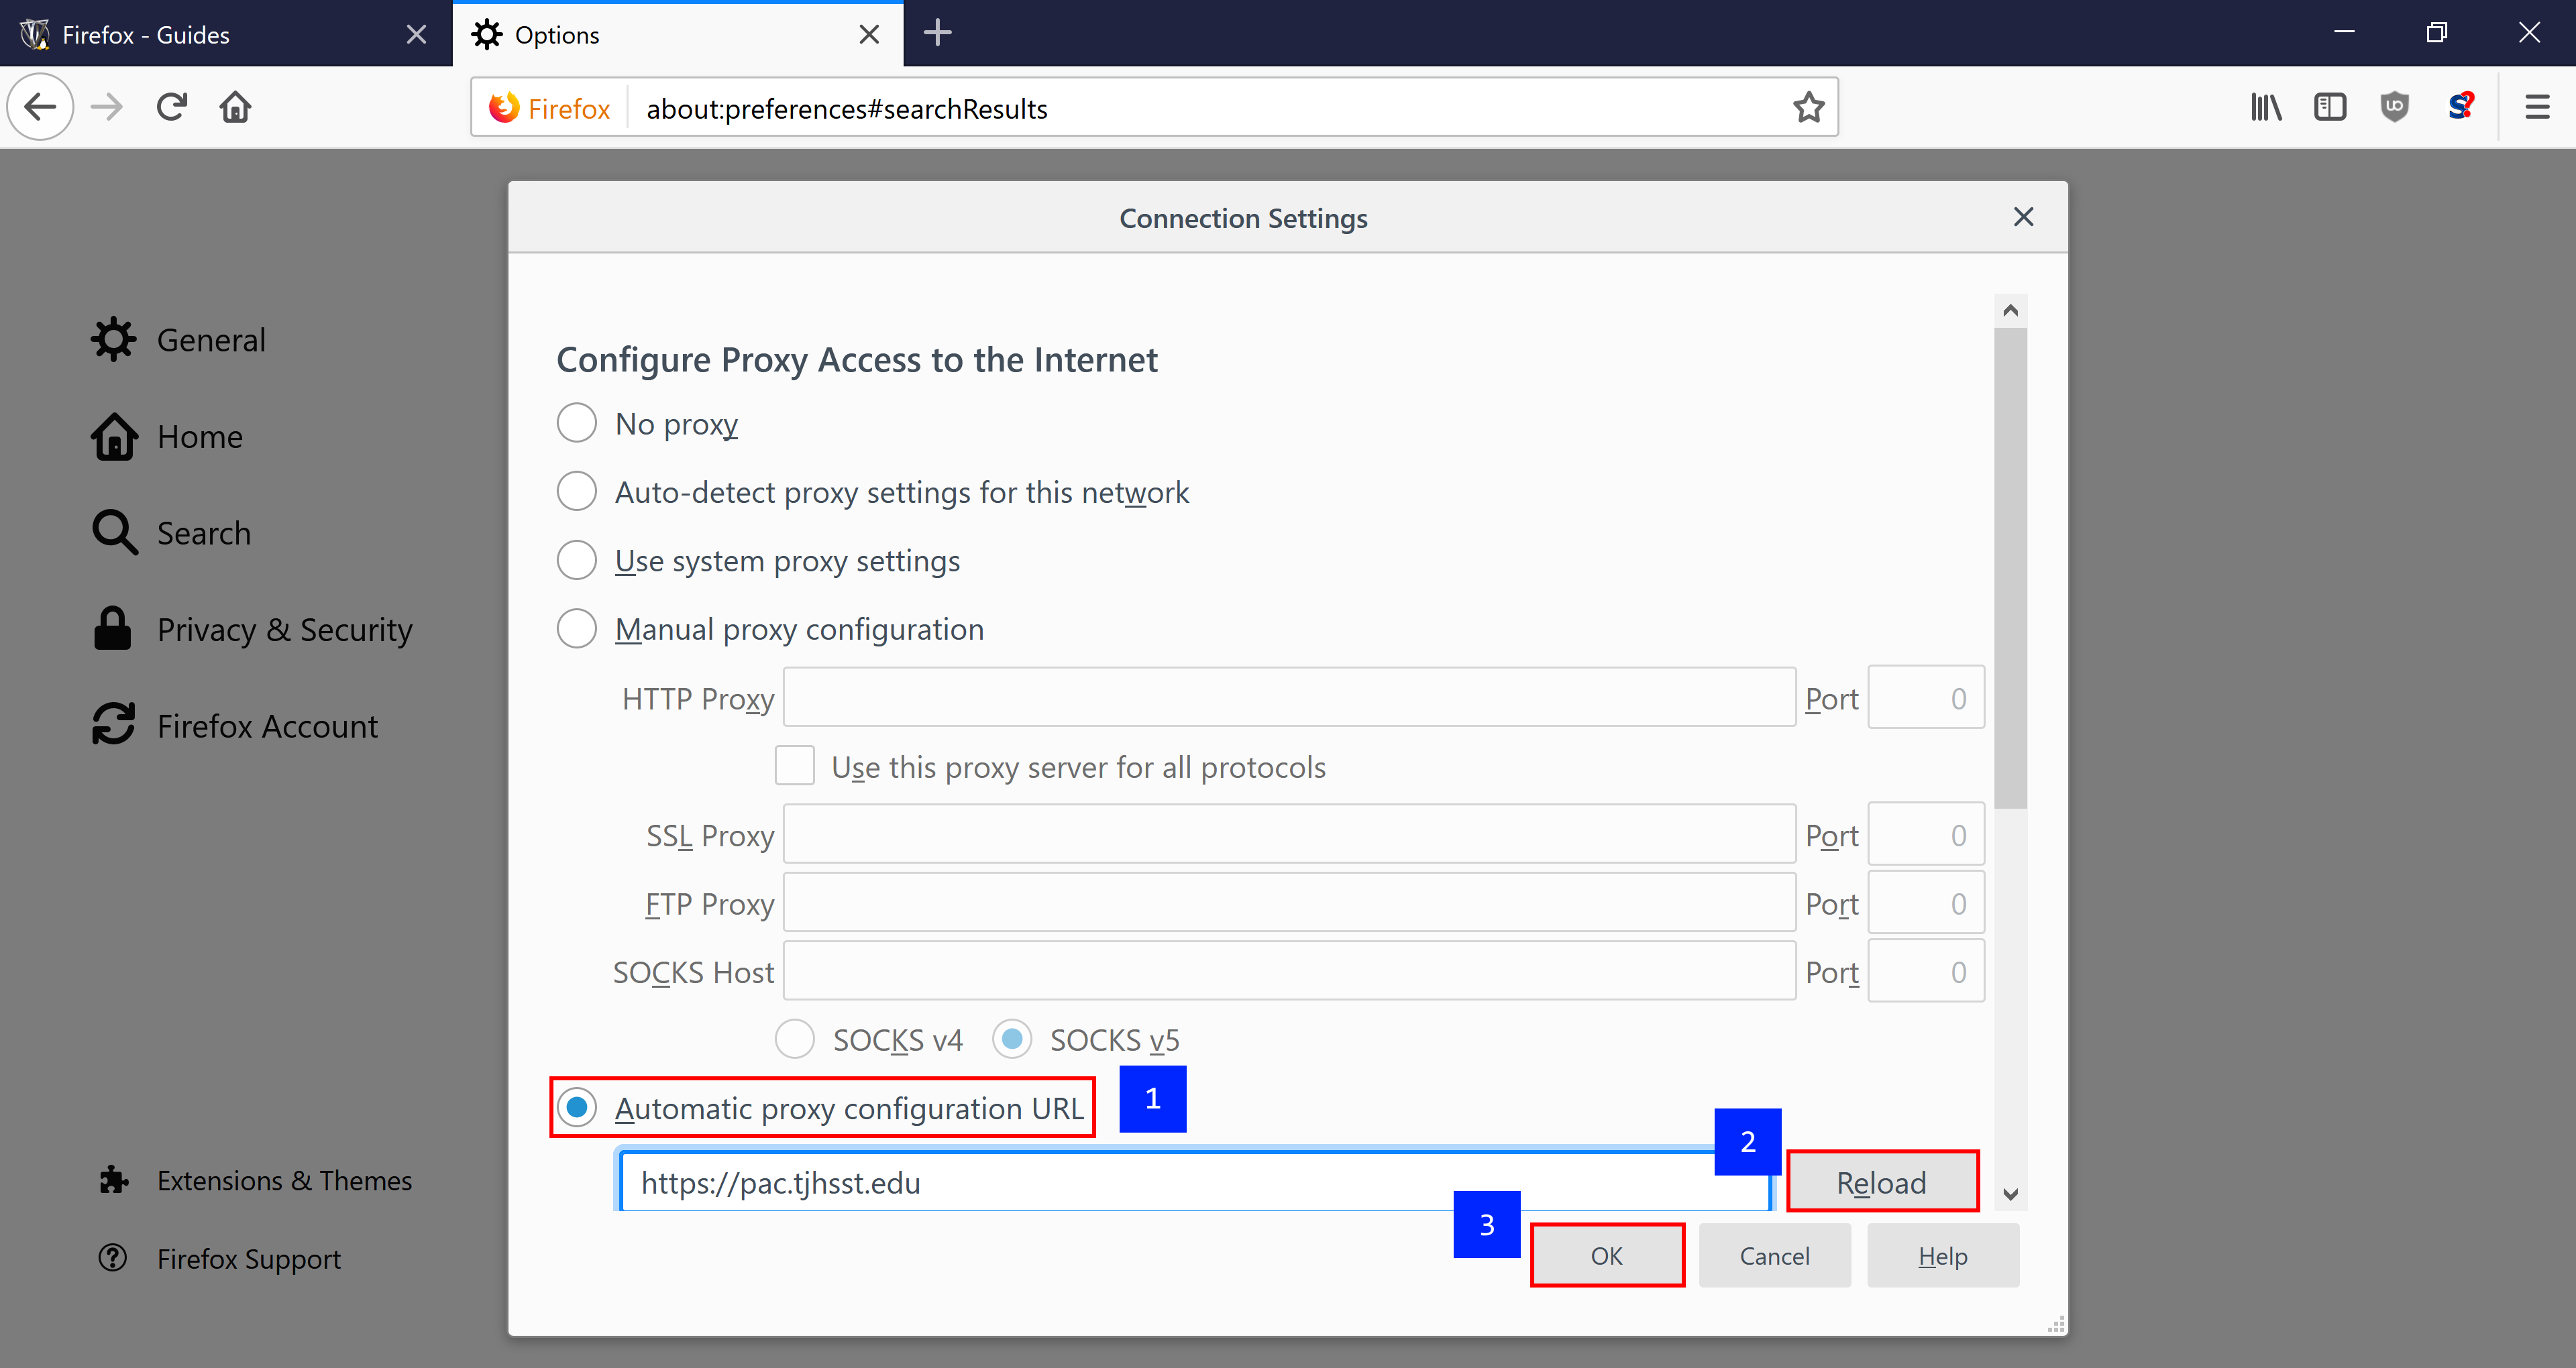 Firefox - Guides
Options
Firefox
about:preferences#searchResults
Connection Settings
General
Home
Search
Privacy & Security
Firefox Account
Extensions & Themes
Firefox Support
Configure Proxy Access to the Internet
No proxy
Auto-detect proxy settings for this network
Use system proxy settings
Manual proxy configuration
HTTP Proxy Port 0
Use this proxy server for all protocols
SSL Proxy Port 0
FTP Proxy Port 0
SOCKS Host Port 0
SOCKS v4 SOCKS v5
Automatic proxy configuration URL 1
2
https://pac.tjhsst.edu Reload
3
OK Cancel Help